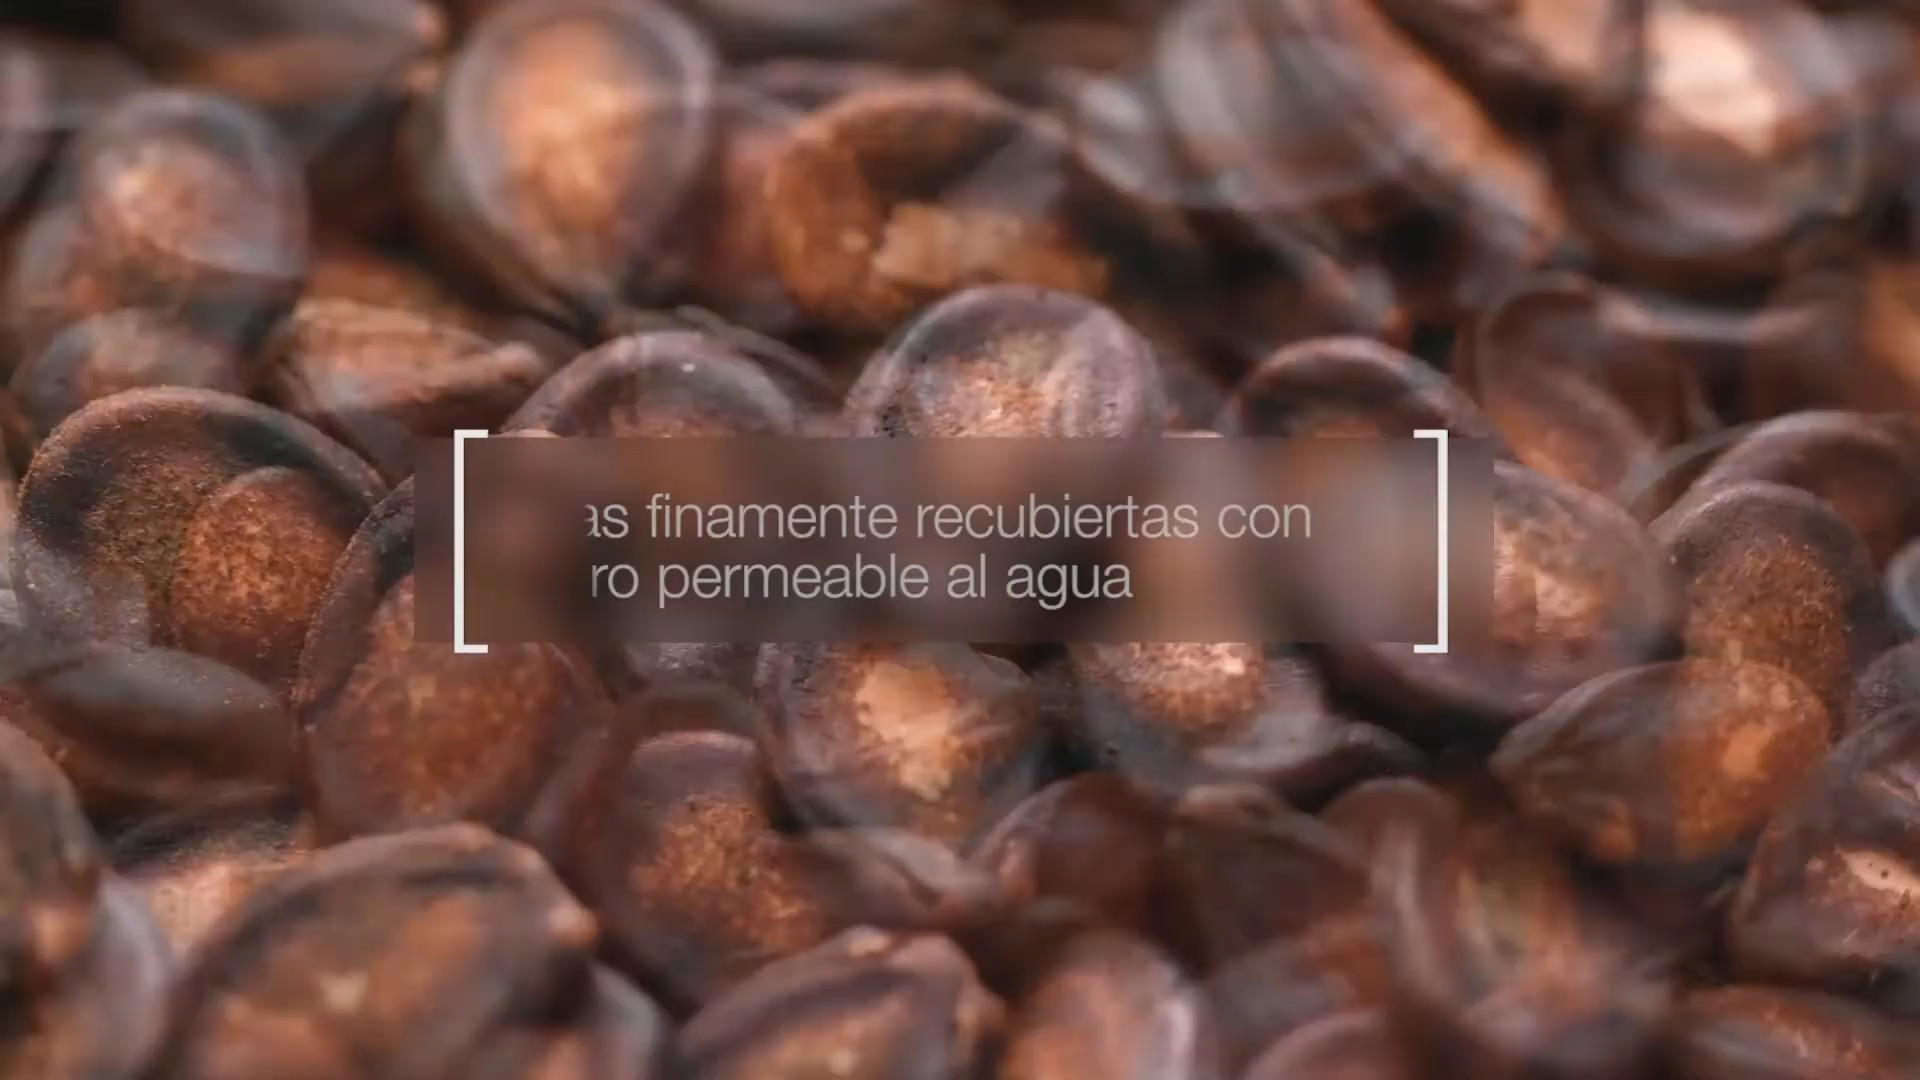 as finamente recubiertas con
ro permeable al agua